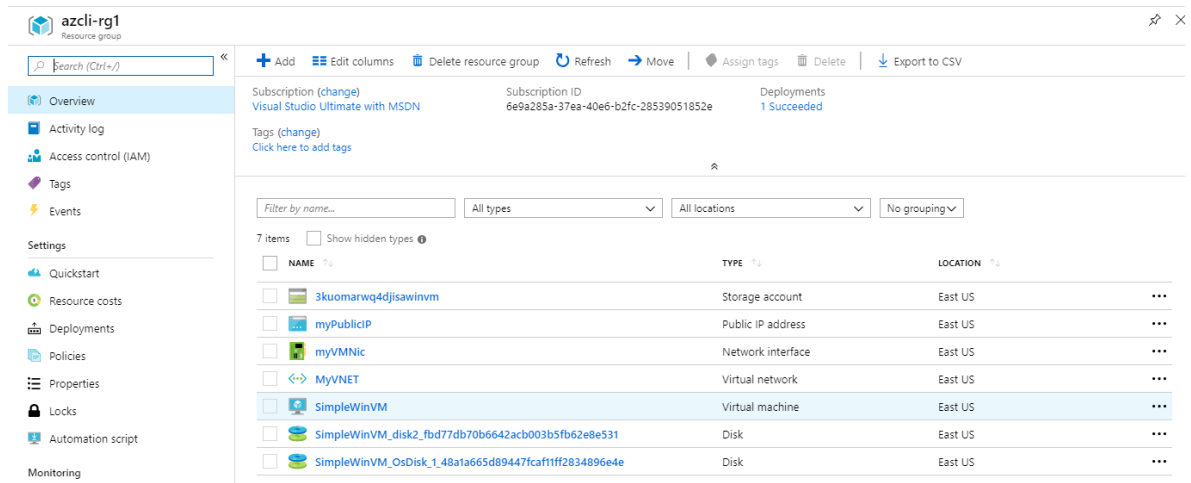 azcli-rg1
Resource group
Search (Ctrl+/)
Overview
Activity log
Access control (IAM)
Tags
Events
Settings
Quickstart
Resource costs
Deployments
Policies
Properties
Locks
Automation script
Monitoring
Add Edit columns Delete resource group Refresh Move Assign tags Delete Export to CSV
Subscription (change) Subscription ID Deployments
Visual Studio Ultimate with MSDN 6e9a285a-37ea-40e6-b2fc-28539051852e 1 Succeeded
Tags (change)
Click here to add tags
Filter by name... All types All locations No grouping
7 items Show hidden types
NAME TYPE LOCATION
3kuomarwq4djisawinvm Storage account East US
myPublicIP Public IP address East US
myVMNic Network interface East US
MyVNET Virtual network East US
SimpleWinVM Virtual machine East US
SimpleWinVM_disk2_fbd77db70b6642acb003b5fb62e8e531 Disk East US
SimpleWinVM_OsDisk_1_48a1a665d89447fcaf11ff2834896e4e Disk East US